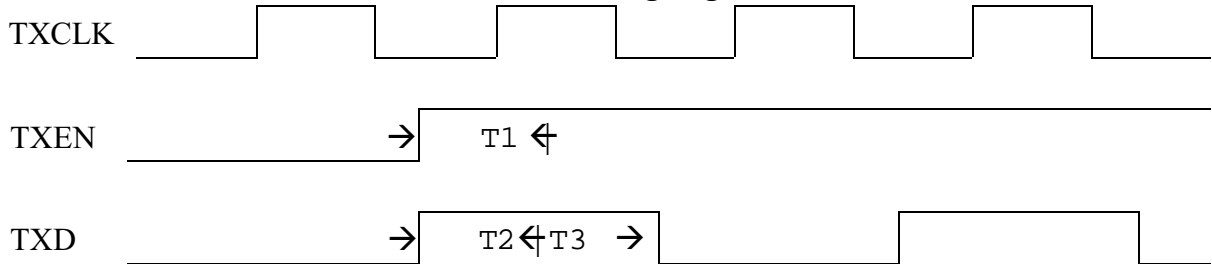 TXCLK
TXEN → T1 ←
TXD → T2 ← T3 →